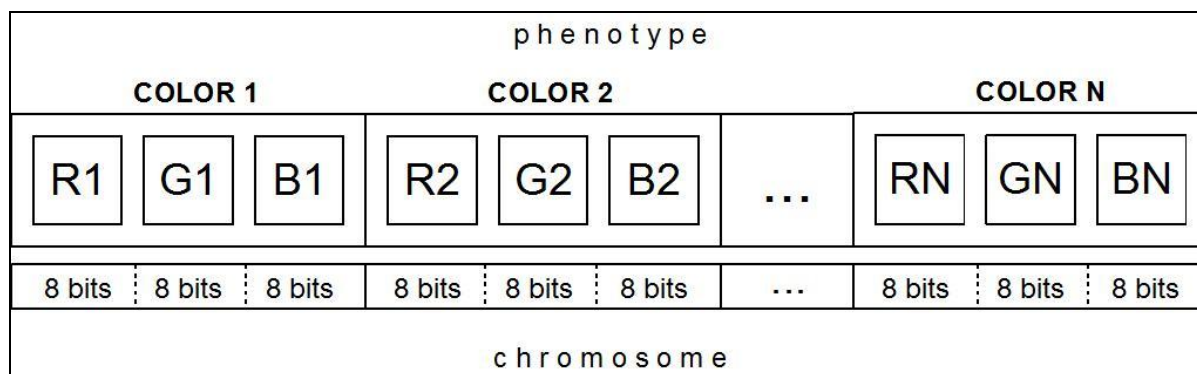 phenotype
COLOR 1 COLOR 2 COLOR N
R1 G1 B1 R2 G2 B2 ... RN GN BN
8 bits 8 bits 8 bits 8 bits 8 bits 8 bits ... 8 bits 8 bits 8 bits
chromosome